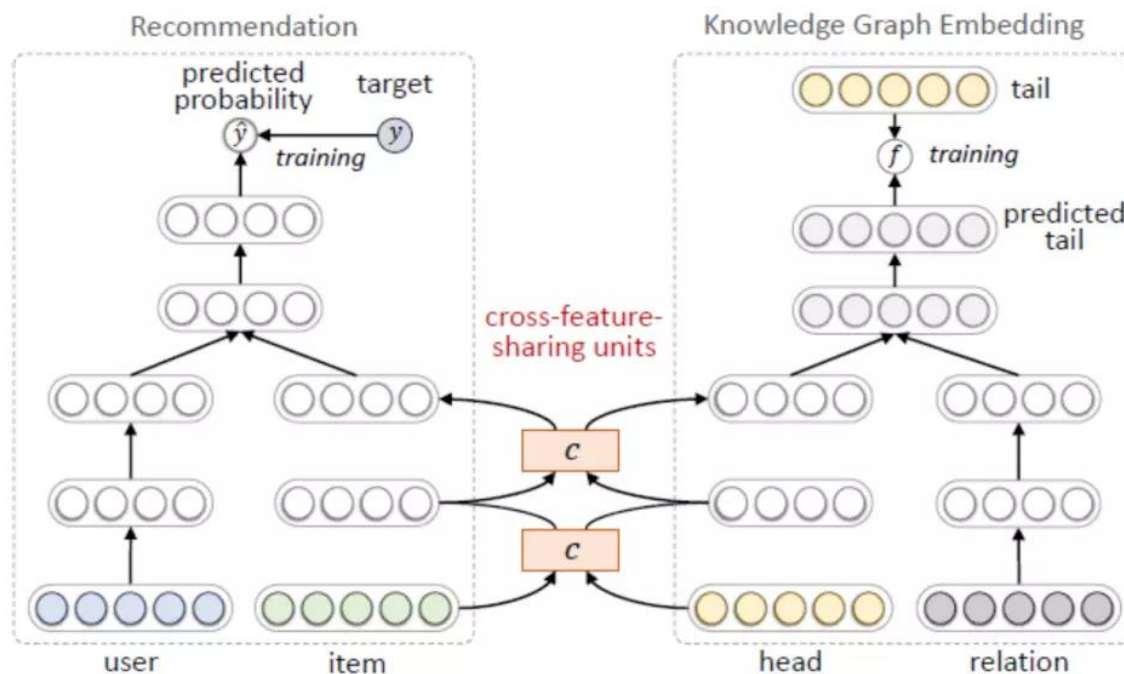 Recommendation
Knowledge Graph Embedding
predicted
probability
target
ŷ
y
training
tail
f
training
predicted
tail
cross-feature-
sharing units
c
c
user
item
head
relation